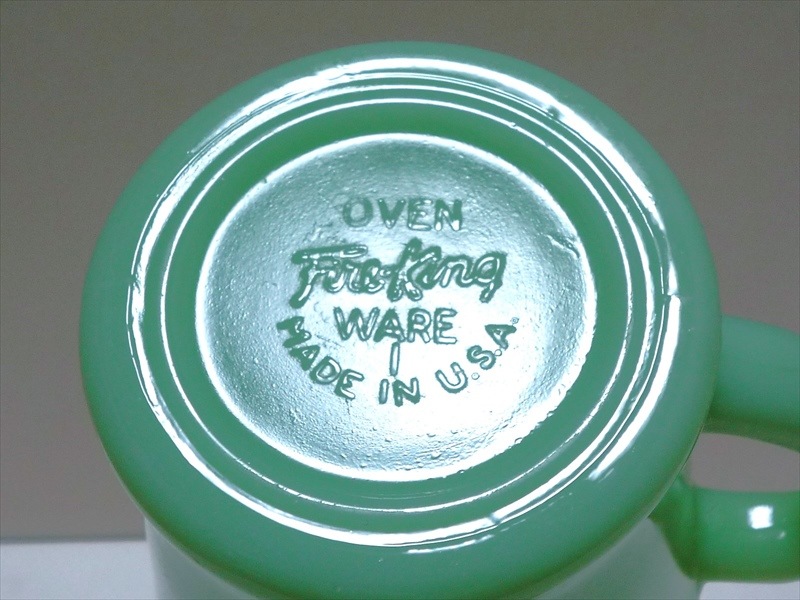 OVEN
Fire-King
WARE
1
MADE IN U.S.A.